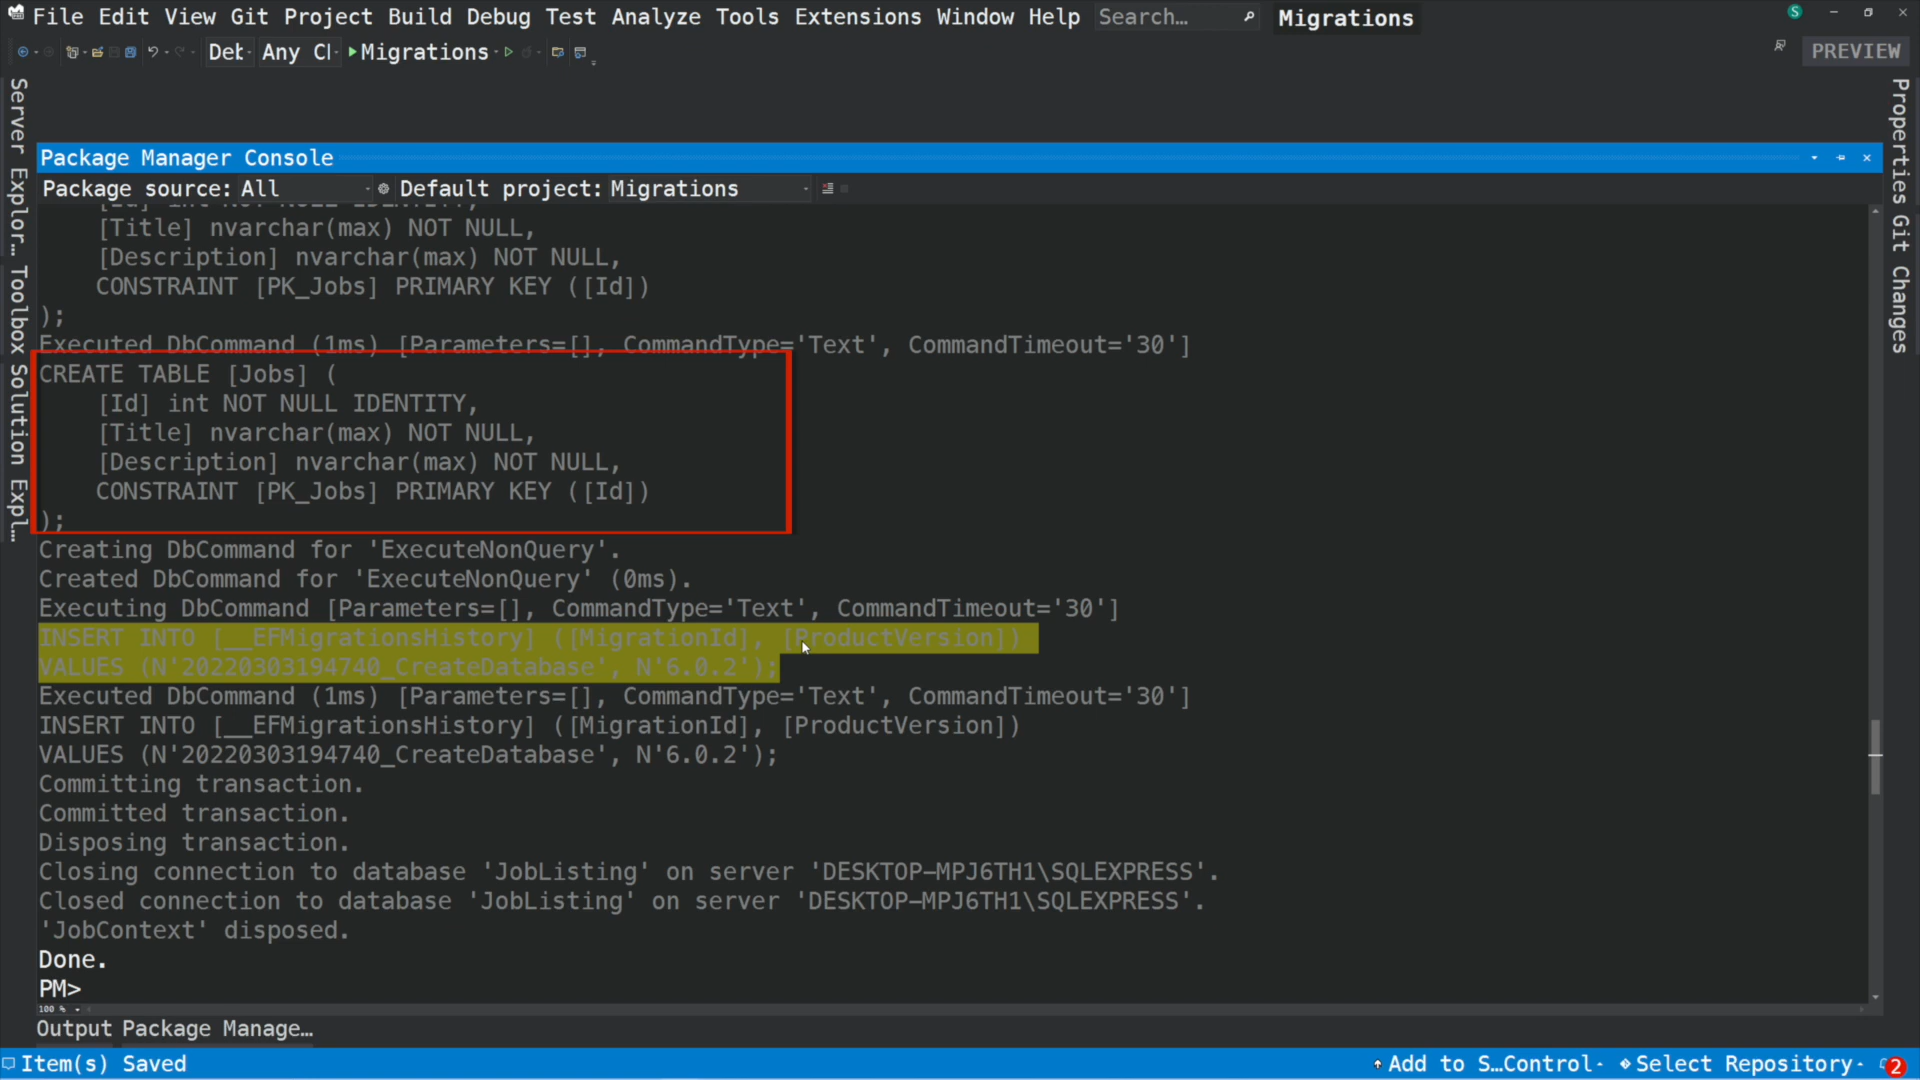 File Edit View Git Project Build Debug Test Analyze Tools Extensions Window Help Search... Migrations
Any Migrations PREVIEW
Server Explor...
Toolbox
Solution Expl...
Package Manager Console
Package source: All Default project: Migrations
[Id] int NOT NULL IDENTITY,
[Title] nvarchar(max) NOT NULL,
[Description] nvarchar(max) NOT NULL,
CONSTRAINT [PK_Jobs] PRIMARY KEY ([Id])
);
Executed DbCommand (1ms) [Parameters=[], CommandType='Text', CommandTimeout='30']
CREATE TABLE [Jobs] (
[Id] int NOT NULL IDENTITY,
[Title] nvarchar(max) NOT NULL,
[Description] nvarchar(max) NOT NULL,
CONSTRAINT [PK_Jobs] PRIMARY KEY ([Id])
);
Creating DbCommand for 'ExecuteNonQuery'.
Created DbCommand for 'ExecuteNonQuery' (0ms).
Executing DbCommand [Parameters=[], CommandType='Text', CommandTimeout='30']
INSERT INTO [__EFMigrationsHistory] ([MigrationId], [ProductVersion])
VALUES (N'20220303194740_CreateDatabase', N'6.0.2');
Executed DbCommand (1ms) [Parameters=[], CommandType='Text', CommandTimeout='30']
INSERT INTO [__EFMigrationsHistory] ([MigrationId], [ProductVersion])
VALUES (N'20220303194740_CreateDatabase', N'6.0.2');
Committing transaction.
Committed transaction.
Disposing transaction.
Closing connection to database 'JobListing' on server 'DESKTOP-MPJ6TH1\SQLEXPRESS'.
Closed connection to database 'JobListing' on server 'DESKTOP-MPJ6TH1\SQLEXPRESS'.
'JobContext' disposed.
Done.
PM>
100 %
Output Package Manage...
Properties
Git Changes
Item(s) Saved Add to S...Control Select Repository 2